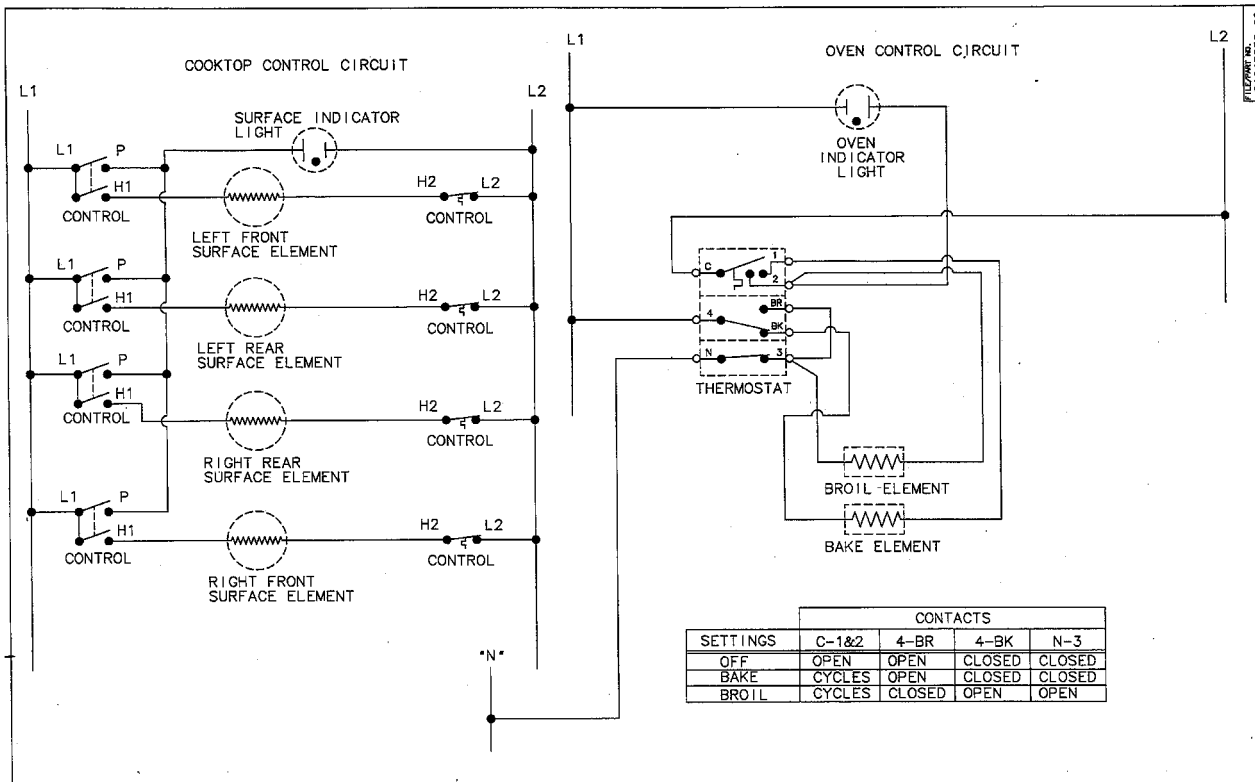 COOKTOP CONTROL CIRCUIT
L1
L2
SURFACE INDICATOR
LIGHT
L1 P
H1
CONTROL
H2 L2
CONTROL
LEFT FRONT
SURFACE ELEMENT
L1 P
H1
CONTROL
H2 L2
CONTROL
LEFT REAR
SURFACE ELEMENT
L1 P
H1
CONTROL
H2 L2
CONTROL
RIGHT REAR
SURFACE ELEMENT
L1 P
H1
CONTROL
H2 L2
CONTROL
RIGHT FRONT
SURFACE ELEMENT
"N"
OVEN CONTROL CIRCUIT
L1
L2
OVEN
INDICATOR
LIGHT
C 1
2
BR
4
BK
N 3
THERMOSTAT
BROIL ELEMENT
BAKE ELEMENT
CONTACTS
SETTINGS C-1&2 4-BR 4-BK N-3
OFF OPEN OPEN CLOSED CLOSED
BAKE CYCLES OPEN CLOSED CLOSED
BROIL CYCLES CLOSED OPEN OPEN
FILE/PART NO.